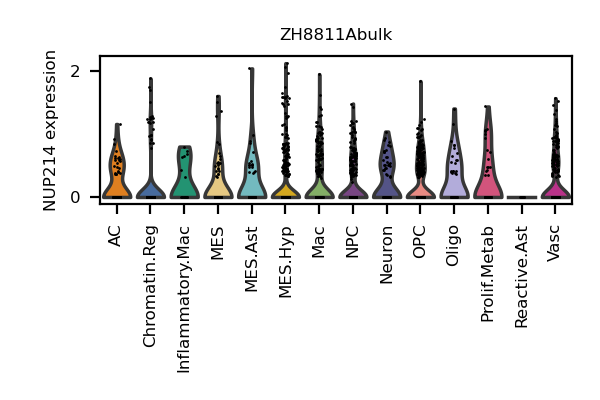 ZH8811Abulk
NUP214 expression
2
0
AC
Chromatin.Reg
Inflammatory.Mac
MES
MES.Ast
MES.Hyp
Mac
NPC
Neuron
OPC
Oligo
Prolif.Metab
Reactive.Ast
Vasc